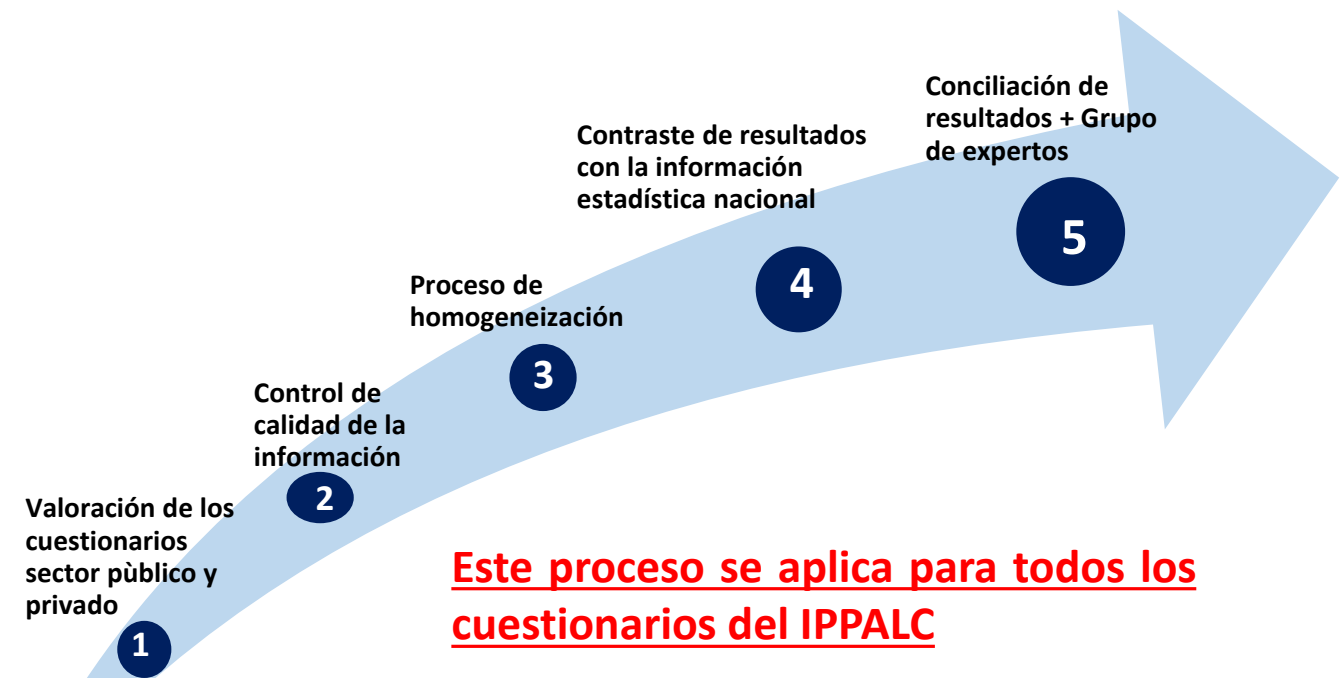 Valoración de los
cuestionarios
sector pùblico y
privado
1
Control de
calidad de la
información
2
Proceso de
homogeneización
3
Contraste de resultados
con la información
estadística nacional
4
Conciliación de
resultados + Grupo
de expertos
5
Este proceso se aplica para todos los
cuestionarios del IPPALC